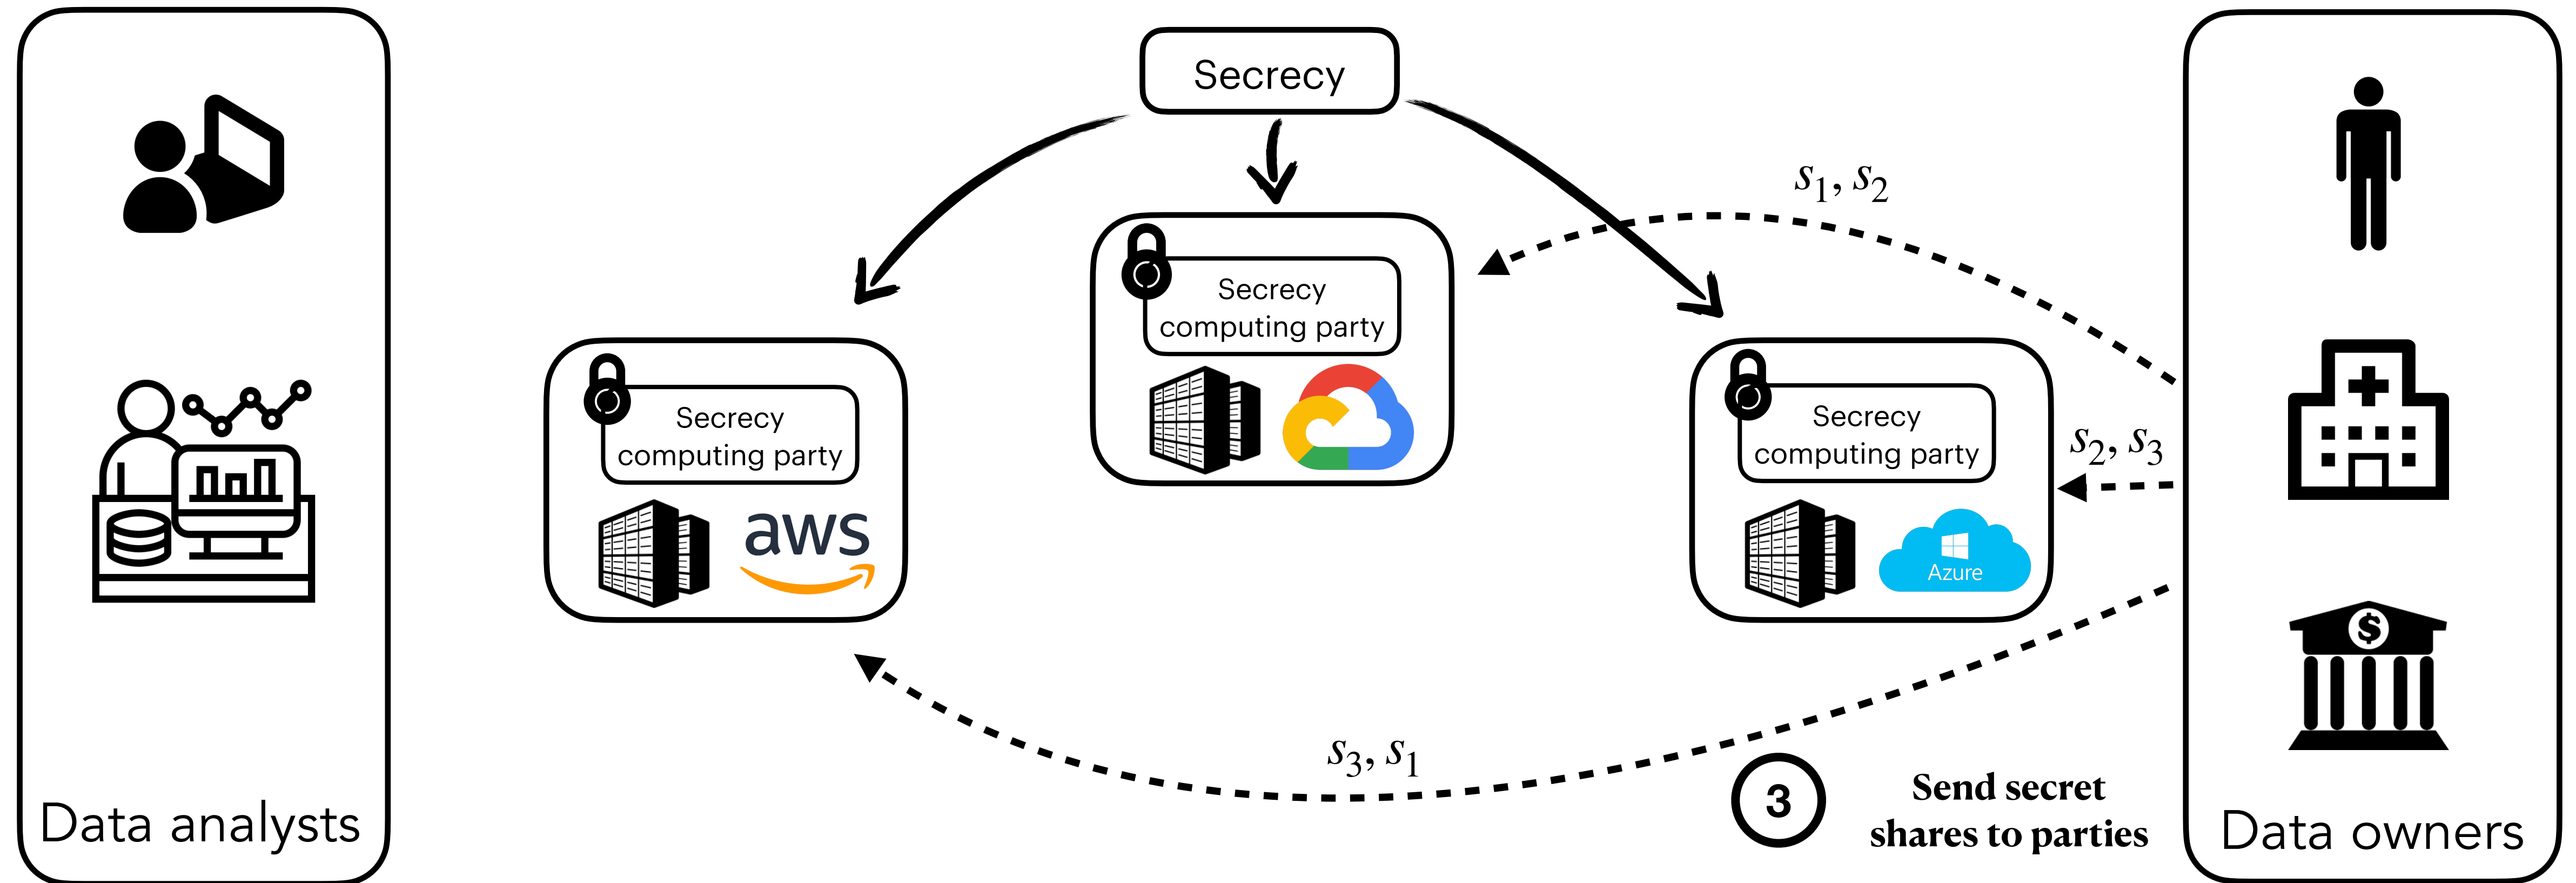 Secrecy
s1, s2
Secrecy
computing party
Secrecy
computing party
aws
Secrecy
computing party
Azure
s2, s3
s3, s1
3
Send secret
shares to parties
Data analysts
Data owners
$